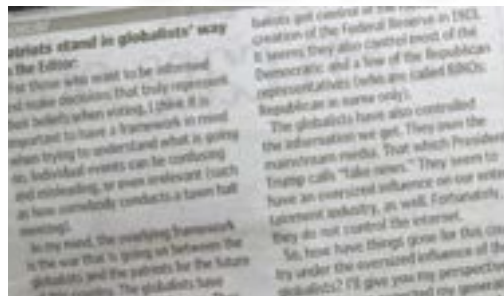 atriots stand in globalists' way
the Editor:
For those who want to be informed
and make decisions that truly represent
their beliefs when voting, I think it is
important to have a framework in mind
when trying to understand what is going
on. Individual events can be confusing
and misleading, or even irrelevant (such
as how somebody conducts a town hall
meeting).
In my mind, the overlying framework
is the war that is going on between the
globalists and the patriots for the future
The globalists have
balists got control of the
creation of the Federal Reserve in 1913.
It seems they also control most of the
Democratic and a few of the Republican
representatives (who are called RINOs,
Republican in name only).
The globalists have also controlled
the information we get. They own the
mainstream media. That which President
Trump calls "fake news." They seem to
have an oversized influence on our enter-
tainment industry, as well. Fortunately
they do not control the internet.
So, how have things gone for this coun
try under the oversized influence of the
globalists? I'll give you my perspective
my genera